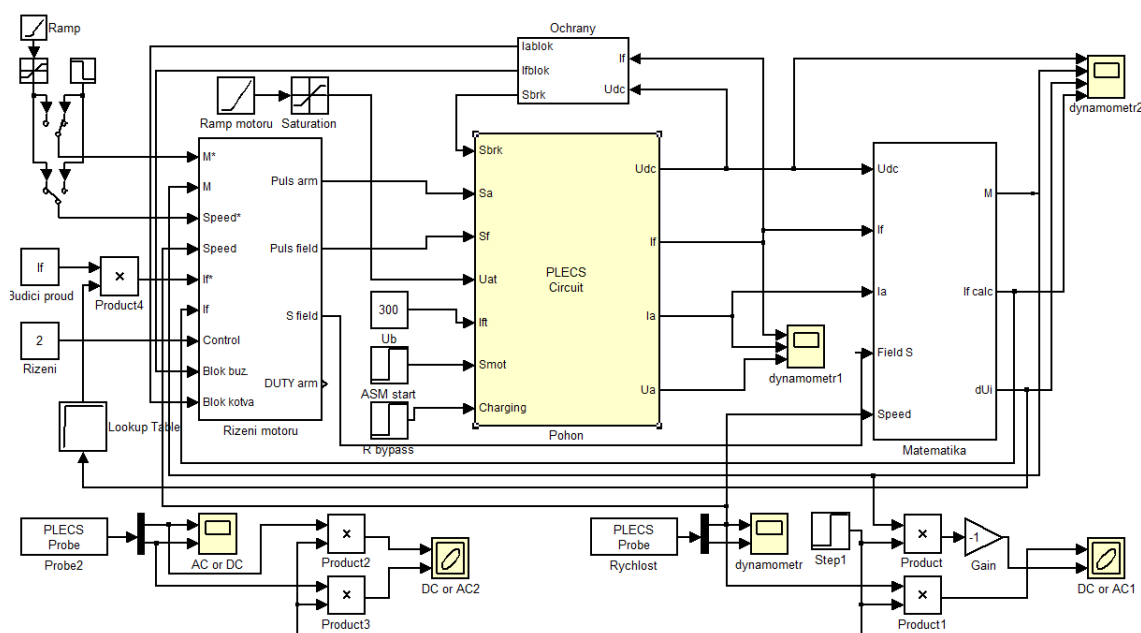 Ramp
Ochrany
Iablok
Ifblok
Sbrk
If
Udc
dynamometr2
Ramp motoru
Saturation
M*
M
Speed*
Speed
If*
If
Control
Blok buz.
Blok kotva
Puls arm
Puls field
S field
DUTY arm
Rizeni motoru
If
Budici proud
×
Product4
2
Rizeni
Lookup Table
300
Ub
ASM start
R bypass
Sbrk
Sa
Sf
Uat
Ift
Smot
Charging
PLECS
Circuit
Udc
If
Ia
Ua
Pohon
dynamometr1
Udc
If
Ia
Field S
Speed
M
If calc
dUi
Matematika
PLECS
Probe
Probe2
AC or DC
×
Product2
×
Product3
DC or AC2
PLECS
Probe
Rychlost
dynamometr
Step1
×
Product
-1
Gain
×
Product1
DC or AC1